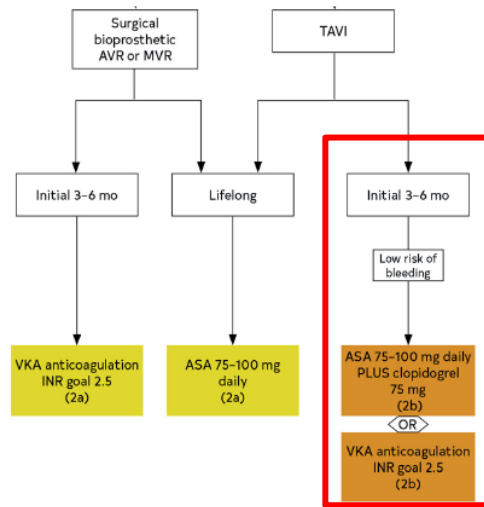 Surgical
bioprosthetic
AVR or MVR
TAVI
Initial 3–6 mo
Lifelong
Initial 3–6 mo
Low risk of
bleeding
VKA anticoagulation
INR goal 2.5
(2a)
ASA 75–100 mg
daily
(2a)
ASA 75–100 mg daily
PLUS clopidogrel
75 mg
(2b)
OR
VKA anticoagulation
INR goal 2.5
(2b)